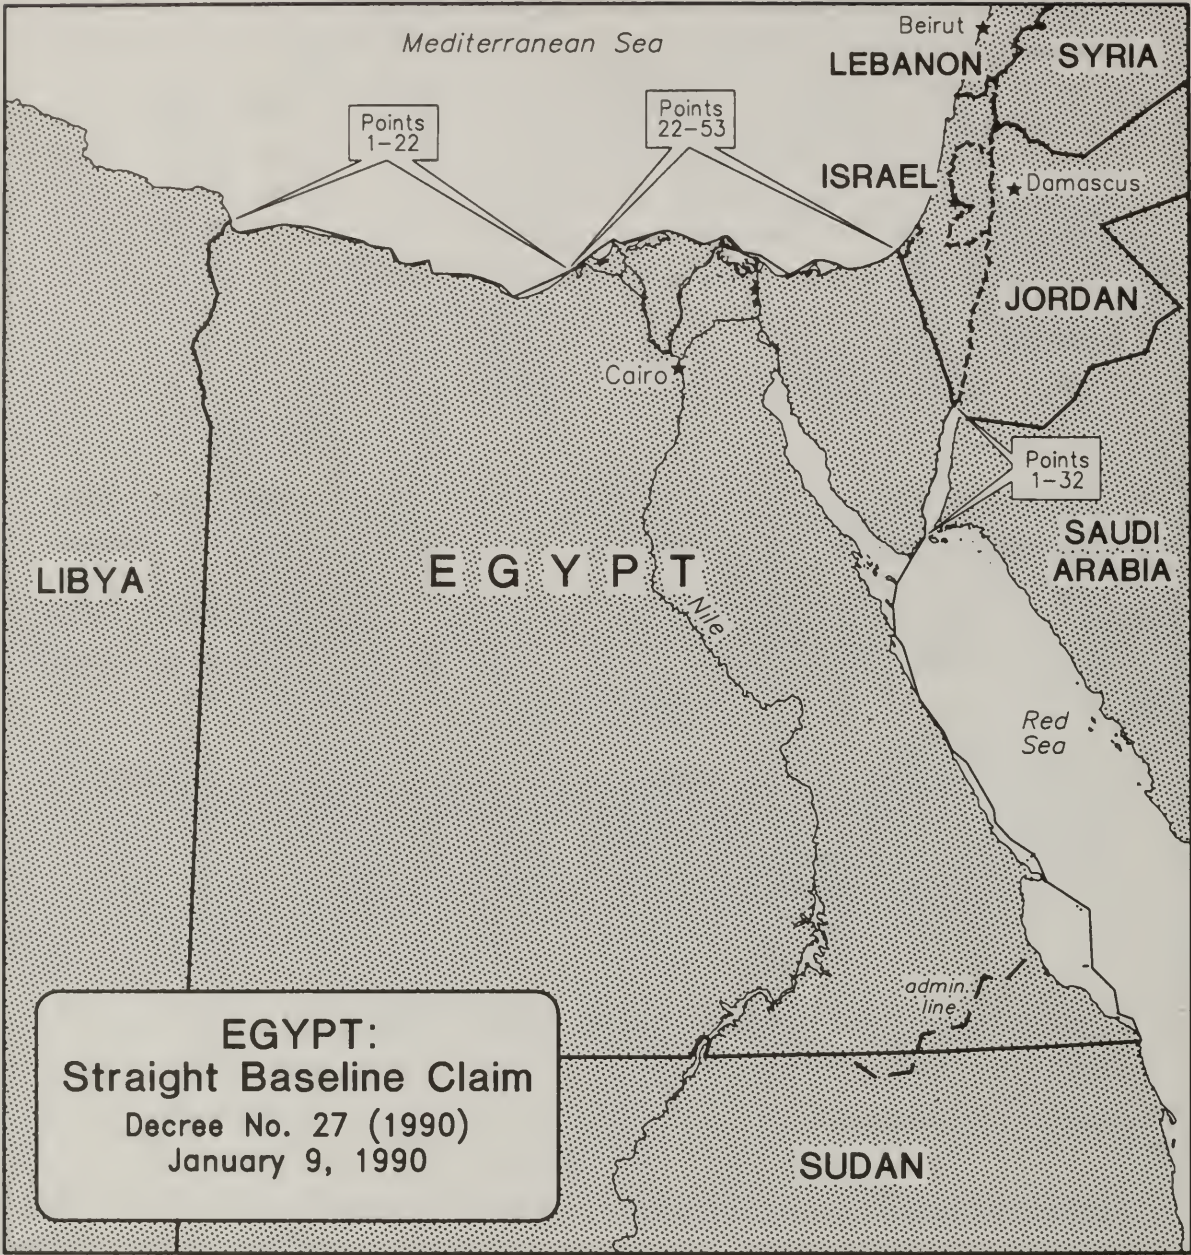 Mediterranean Sea
Beirut
LEBANON
SYRIA
Points
1-22
Points
22-53
ISRAEL
Damascus
JORDAN
Cairo
Points
1-32
SAUDI
ARABIA
LIBYA
EGYPT
Nile
Red
Sea
admin.
line
EGYPT:
Straight Baseline Claim
Decree No. 27 (1990)
January 9, 1990
SUDAN